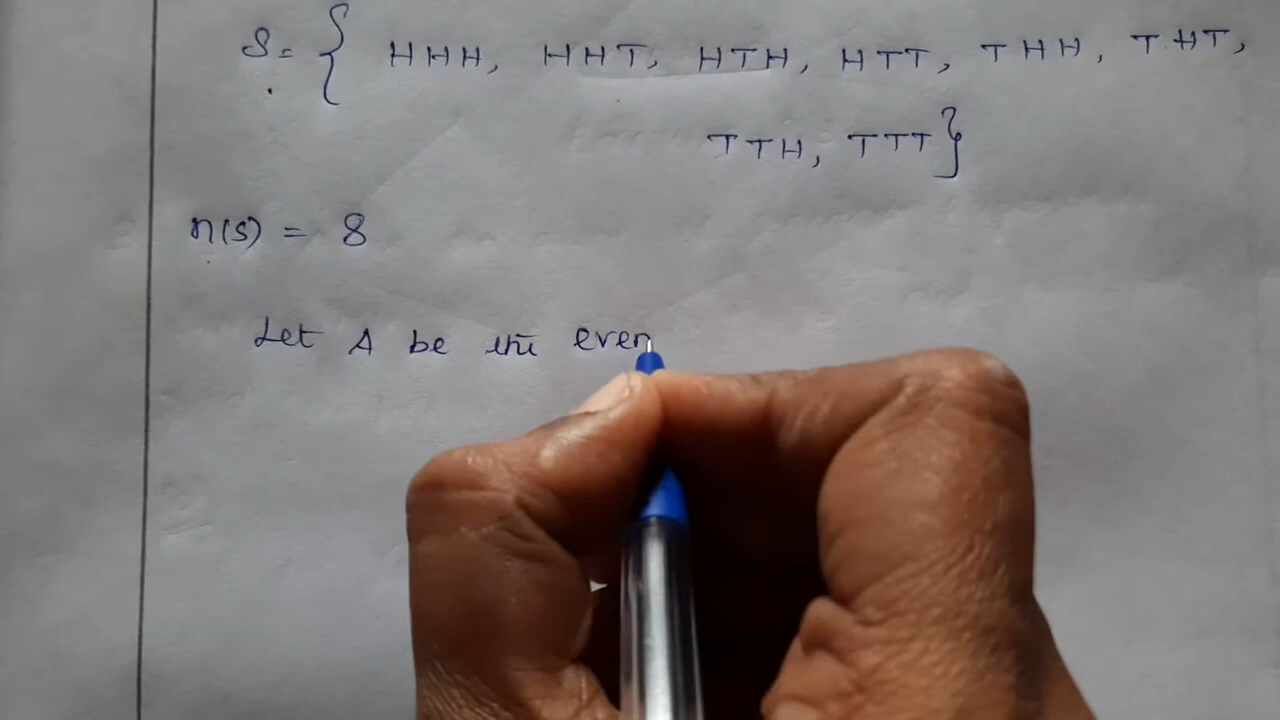 S = { HHH, HHT, HTH, HTT, THH, THT,
TTH, TTT}
n(s) = 8
Let A be the even